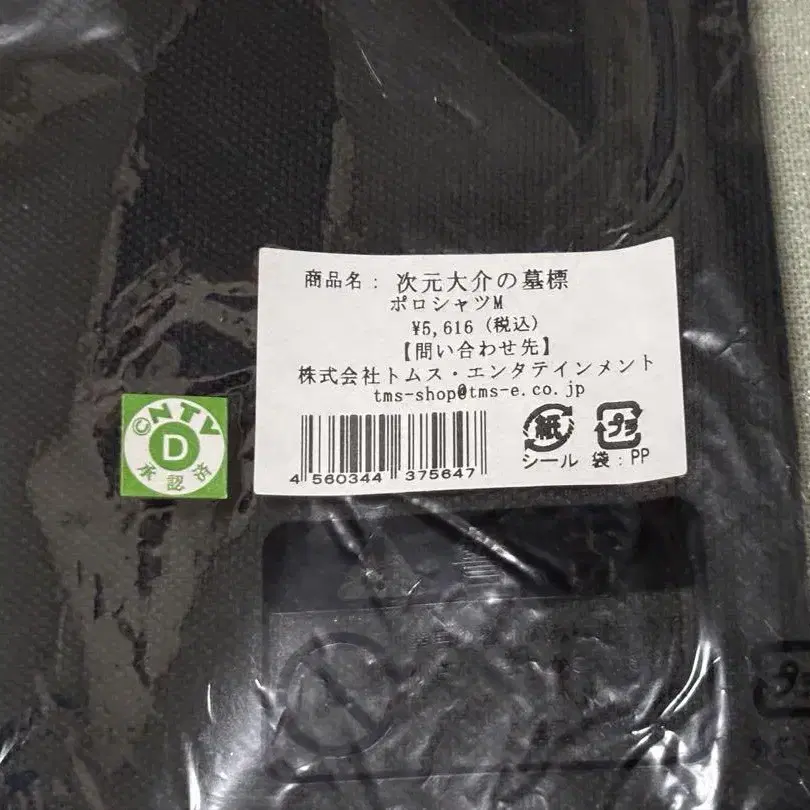 商品名： 次元大介の墓標
ポロシャツM
¥5,616（税込）
【問い合わせ先】
株式会社トムス・エンタテインメント
tms-shop@tms-e.co.jp
4 560344 375647
紙
プラ
シール 袋：PP
©NTV
D
承認済